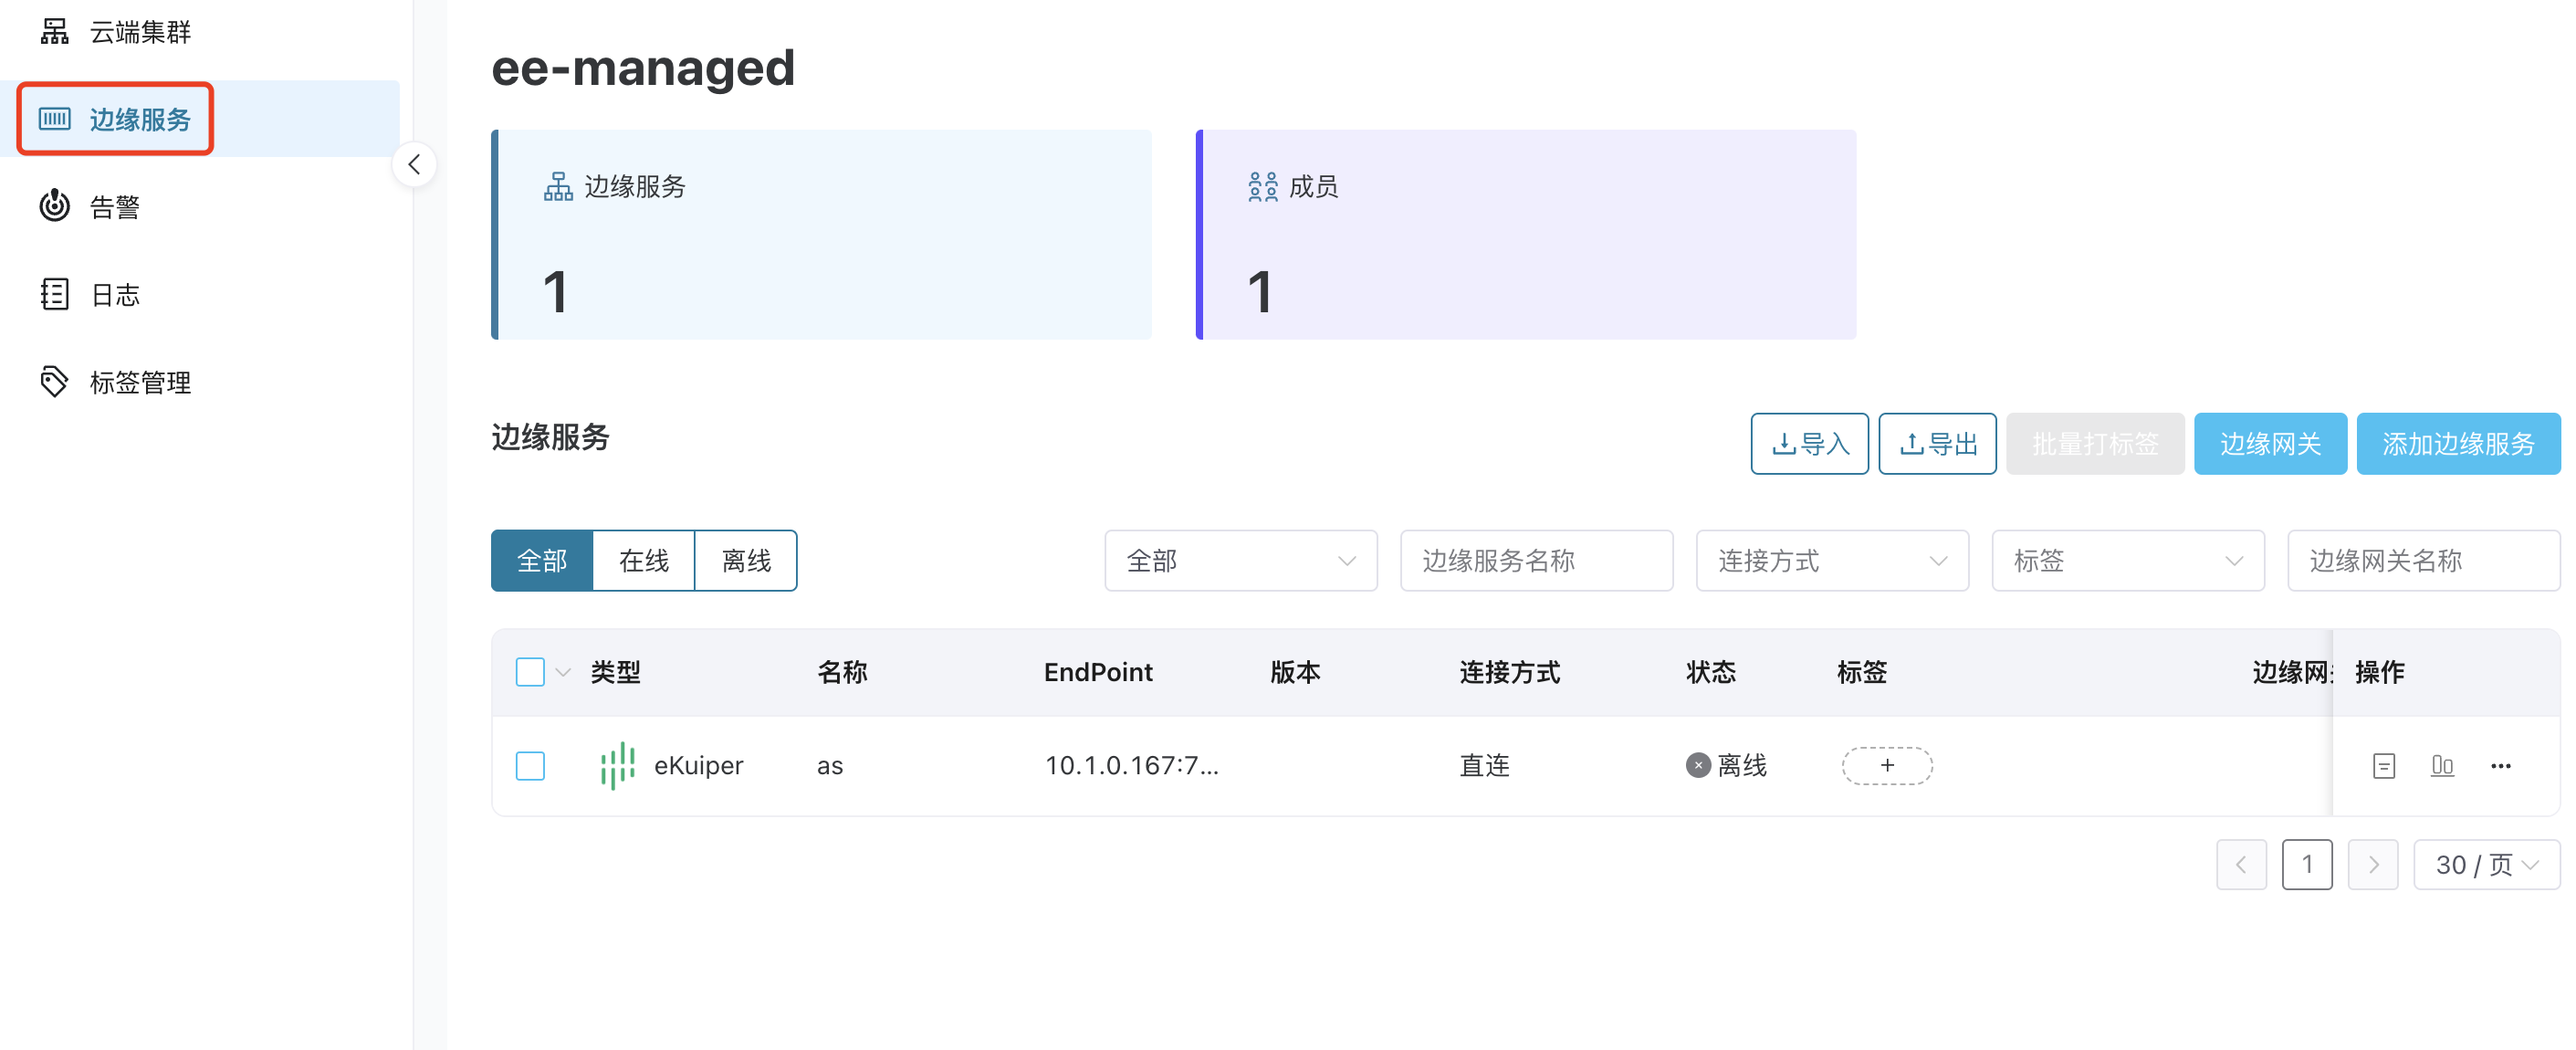 云端集群
边缘服务
告警
日志
标签管理
ee-managed
边缘服务
1
成员
1
边缘服务
导入 导出 批量打标签 边缘网关 添加边缘服务
全部 在线 离线 全部 边缘服务名称 连接方式 标签 边缘网关名称
类型 名称 EndPoint 版本 连接方式 状态 标签 边缘网 操作
eKuiper as 10.1.0.167:7... 直连 离线 +
1 30 / 页